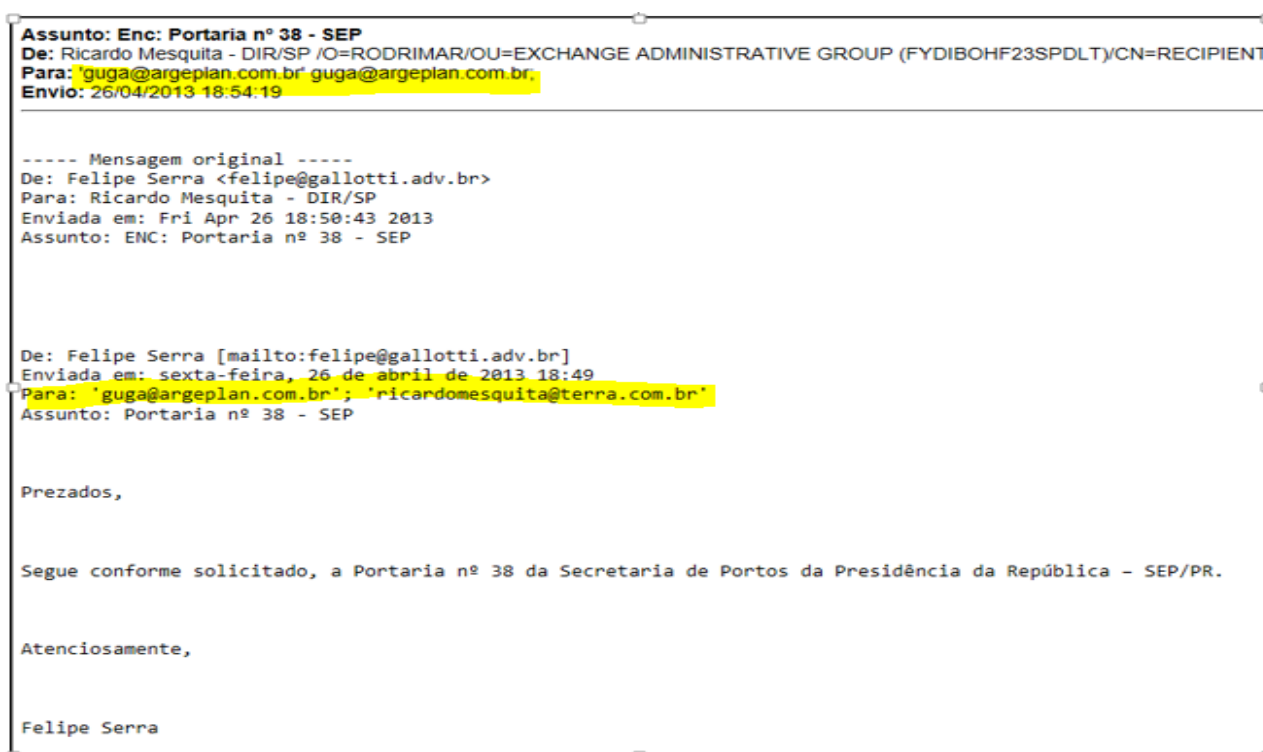 Assunto: Enc: Portaria nº 38 - SEP
De: Ricardo Mesquita - DIR/SP /O=RODRIMAR/OU=EXCHANGE ADMINISTRATIVE GROUP (FYDIBOHF23SPDLT)/CN=RECIPIENT
Para: 'guga@argeplan.com.br' guga@argeplan.com.br;
Envio: 26/04/2013 18:54:19
----- Mensagem original -----
De: Felipe Serra <felipe@gallotti.adv.br>
Para: Ricardo Mesquita - DIR/SP
Enviada em: Fri Apr 26 18:50:43 2013
Assunto: ENC: Portaria nº 38 - SEP
De: Felipe Serra [mailto:felipe@gallotti.adv.br]
Enviada em: sexta-feira, 26 de abril de 2013 18:49
Para: 'guga@argeplan.com.br'; 'ricardomesquita@terra.com.br'
Assunto: Portaria nº 38 - SEP
Prezados,
Segue conforme solicitado, a Portaria nº 38 da Secretaria de Portos da Presidência da República – SEP/PR.
Atenciosamente,
Felipe Serra